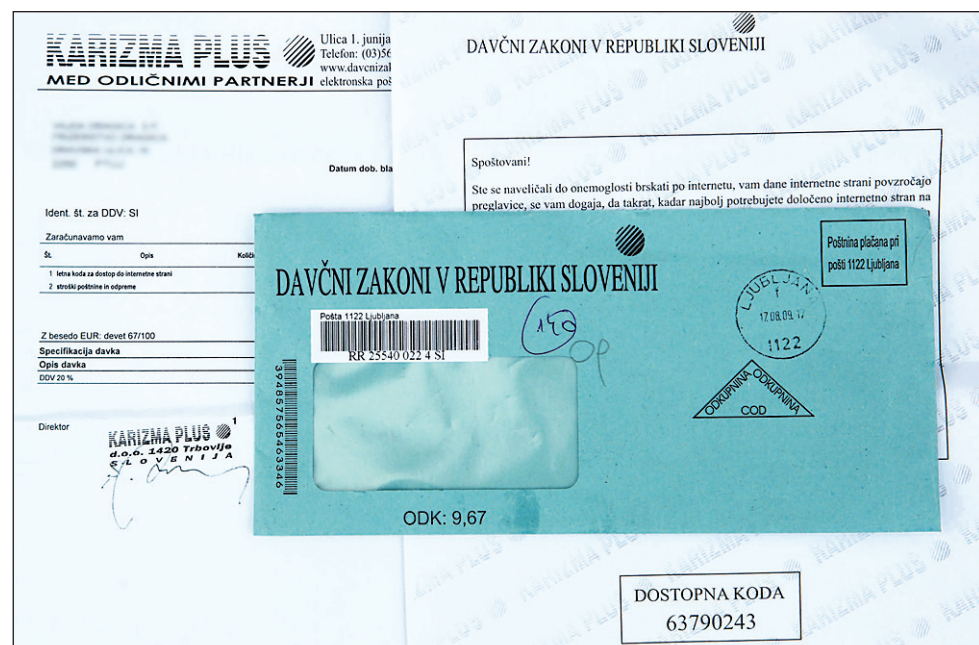 KARIZMA PLUS
MED ODLIČNIMI PARTNERJI
Ulica 1. junija
Telefon: (03)56
www.davcnizal
elektronska poš
Datum dob. bla
Ident. št. za DDV: SI
Zaračunavamo vam
Št. Opis Količi
1 letna koda za dostop do internetne strani
2 stroški poštnine in odpreme
Z besedo EUR: devet 67/100
Specifikacija davka
Opis davka
DDV 20 %
Direktor
KARIZMA PLUS 1
d.o.o. 1420 Trbovlje
SLOVENIJA
DAVČNI ZAKONI V REPUBLIKI SLOVENIJI
Spoštovani!
Ste se naveličali do onemoglosti brskati po internetu, vam dane internetne strani povzročajo
preglavice, se vam dogaja, da takrat, kadar najbolj potrebujete določeno internetno stran na
DAVČNI ZAKONI V REPUBLIKI SLOVENIJI
Pošta 1122 Ljubljana
RR 25540 022 4 SI
394857565463346
140
OP
ODK: 9,67
Poštnina plačana pri
pošti 1122 Ljubljana
LJUBLJANA
1
17.08.09. 17
1122
ODKUPNINA ODKUPNINA
COD
DOSTOPNA KODA
63790243